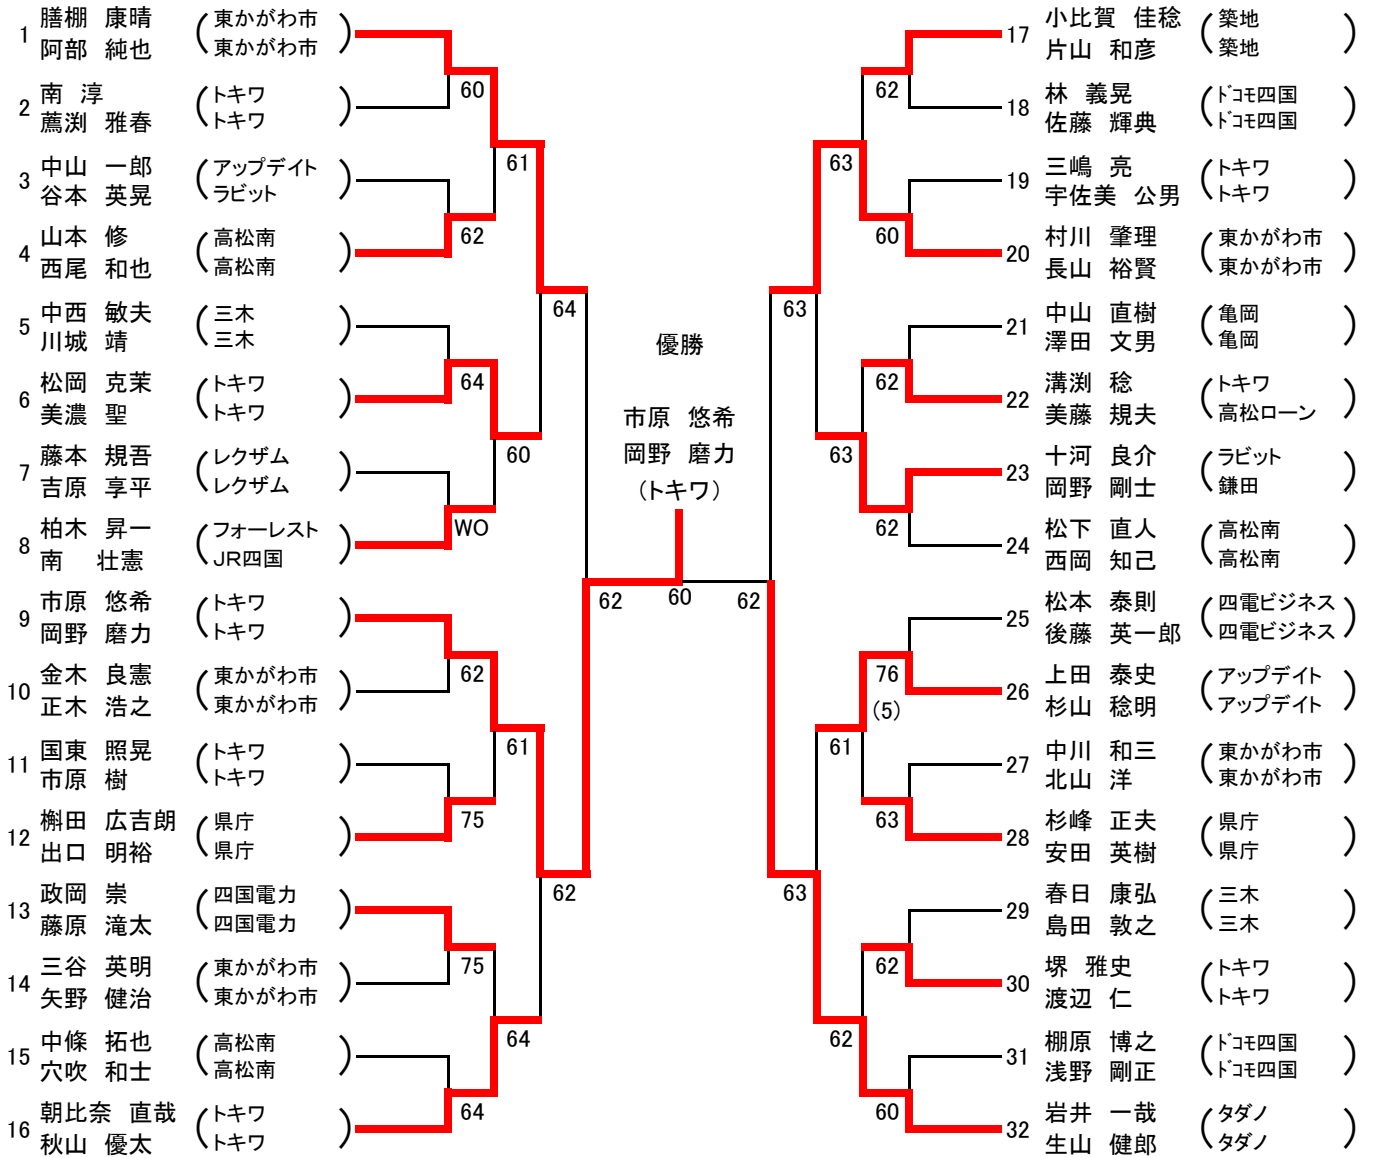 1 膳棚 康晴 (東かがわ市)
阿部 純也 (東かがわ市)
60
2 南 淳 (トキワ)
薦渕 雅春 (トキワ)
61
3 中山 一郎 (アップデイト)
谷本 英晃 (ラビット)
62
4 山本 修 (高松南)
西尾 和也 (高松南)
64
5 中西 敏夫 (三木)
川城 靖 (三木)
64
6 松岡 克茉 (トキワ)
美濃 聖 (トキワ)
60
7 藤本 規吾 (レクザム)
吉原 享平 (レクザム)
WO
8 柏木 昇一 (フォーレスト)
南 壮憲 (JR四国)
62
9 市原 悠希 (トキワ)
岡野 磨力 (トキワ)
62
10 金木 良憲 (東かがわ市)
正木 浩之 (東かがわ市)
61
11 国東 照晃 (トキワ)
市原 樹 (トキワ)
75
12 槲田 広吉朗 (県庁)
出口 明裕 (県庁)
62
13 政岡 崇 (四国電力)
藤原 滝太 (四国電力)
75
14 三谷 英明 (東かがわ市)
矢野 健治 (東かがわ市)
64
15 中條 拓也 (高松南)
穴吹 和士 (高松南)
64
16 朝比奈 直哉 (トキワ)
秋山 優太 (トキワ)
優勝
市原 悠希
岡野 磨力
(トキワ)
60
17 小比賀 佳稔 (築地)
片山 和彦 (築地)
62
18 林 義晃 (ドコモ四国)
佐藤 輝典 (ドコモ四国)
63
19 三嶋 亮 (トキワ)
宇佐美 公男 (トキワ)
60
20 村川 肇理 (東かがわ市)
長山 裕賢 (東かがわ市)
63
21 中山 直樹 (亀岡)
澤田 文男 (亀岡)
62
22 溝渕 稔 (トキワ)
美藤 規夫 (高松ローン)
63
23 十河 良介 (ラビット)
岡野 剛士 (鎌田)
62
24 松下 直人 (高松南)
西岡 知己 (高松南)
62
25 松本 泰則 (四電ビジネス)
後藤 英一郎 (四電ビジネス)
76
(5)
26 上田 泰史 (アップデイト)
杉山 稔明 (アップデイト)
61
27 中川 和三 (東かがわ市)
北山 洋 (東かがわ市)
63
28 杉峰 正夫 (県庁)
安田 英樹 (県庁)
63
29 春日 康弘 (三木)
島田 敦之 (三木)
62
30 堺 雅史 (トキワ)
渡辺 仁 (トキワ)
62
31 棚原 博之 (ドコモ四国)
浅野 剛正 (ドコモ四国)
60
32 岩井 一哉 (タダノ)
生山 健郎 (タダノ)